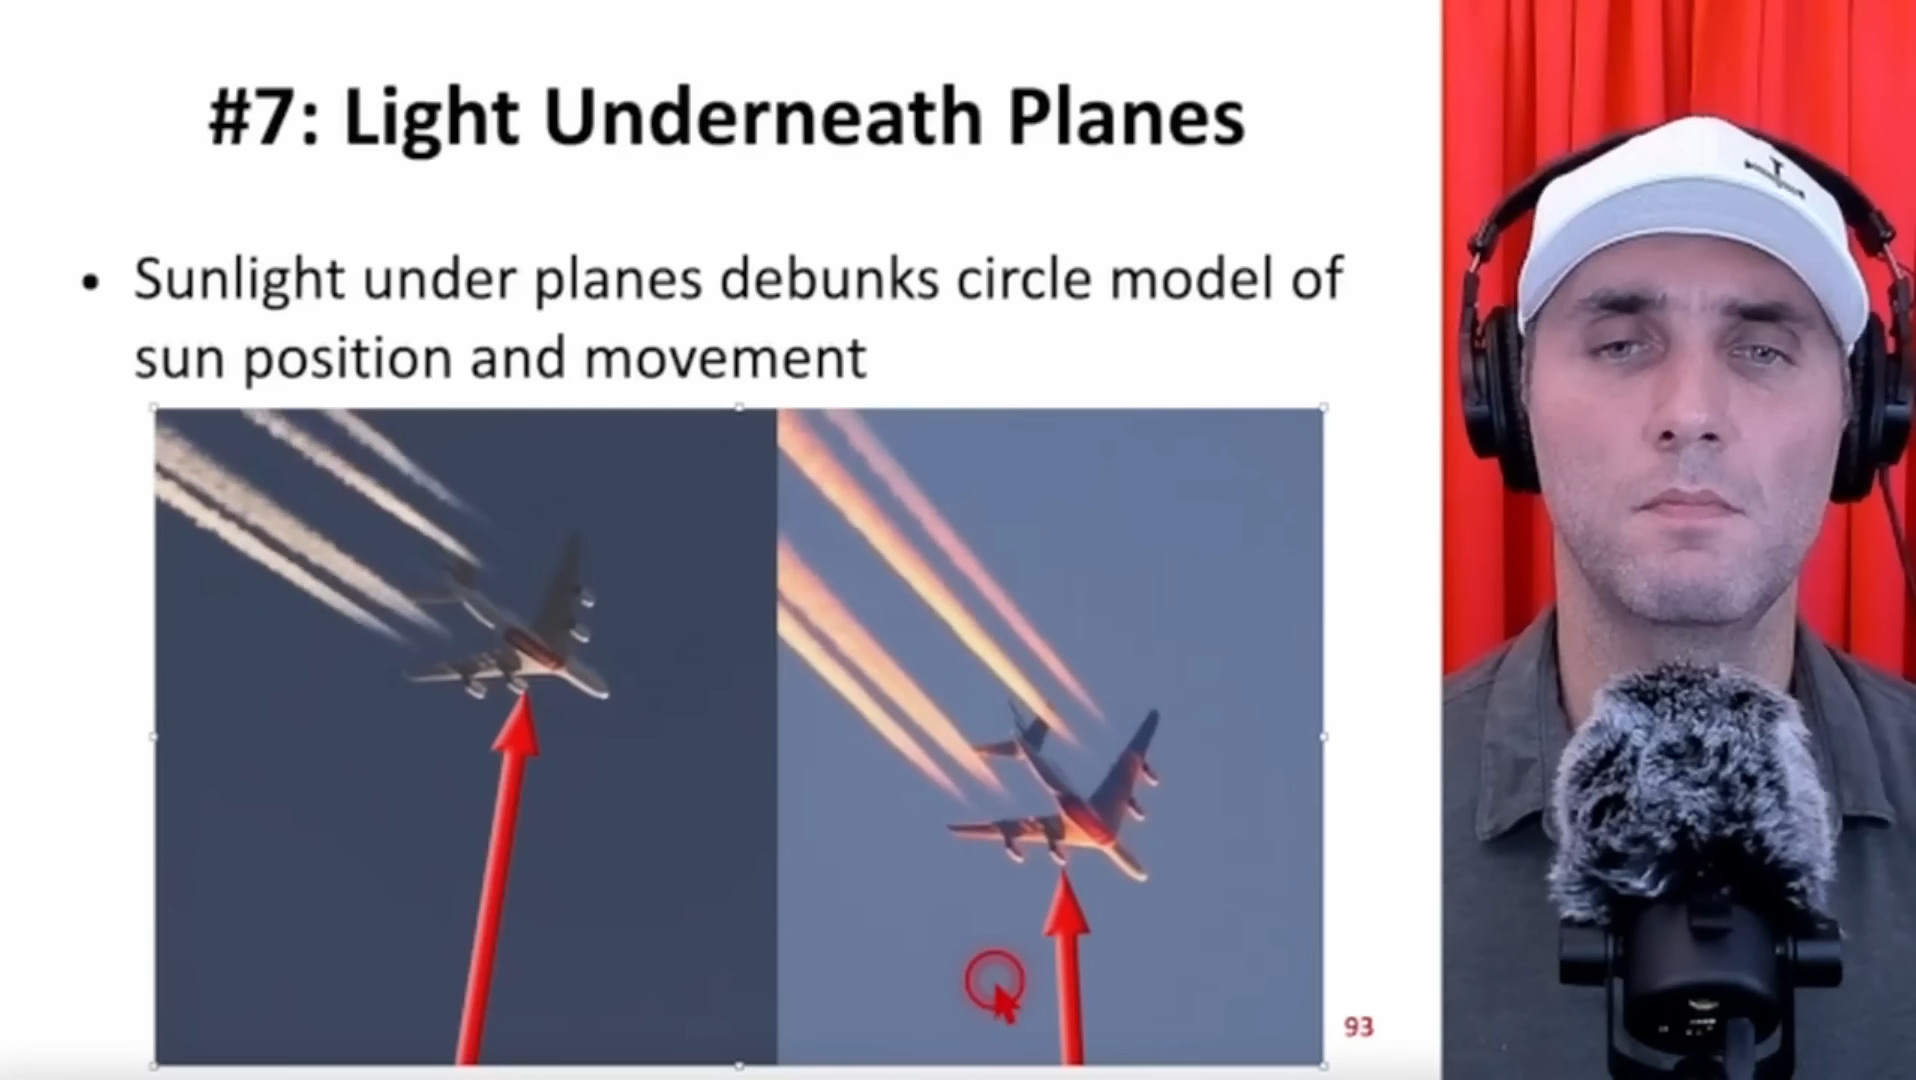 #7: Light Underneath Planes
• Sunlight under planes debunks circle model of
sun position and movement
93